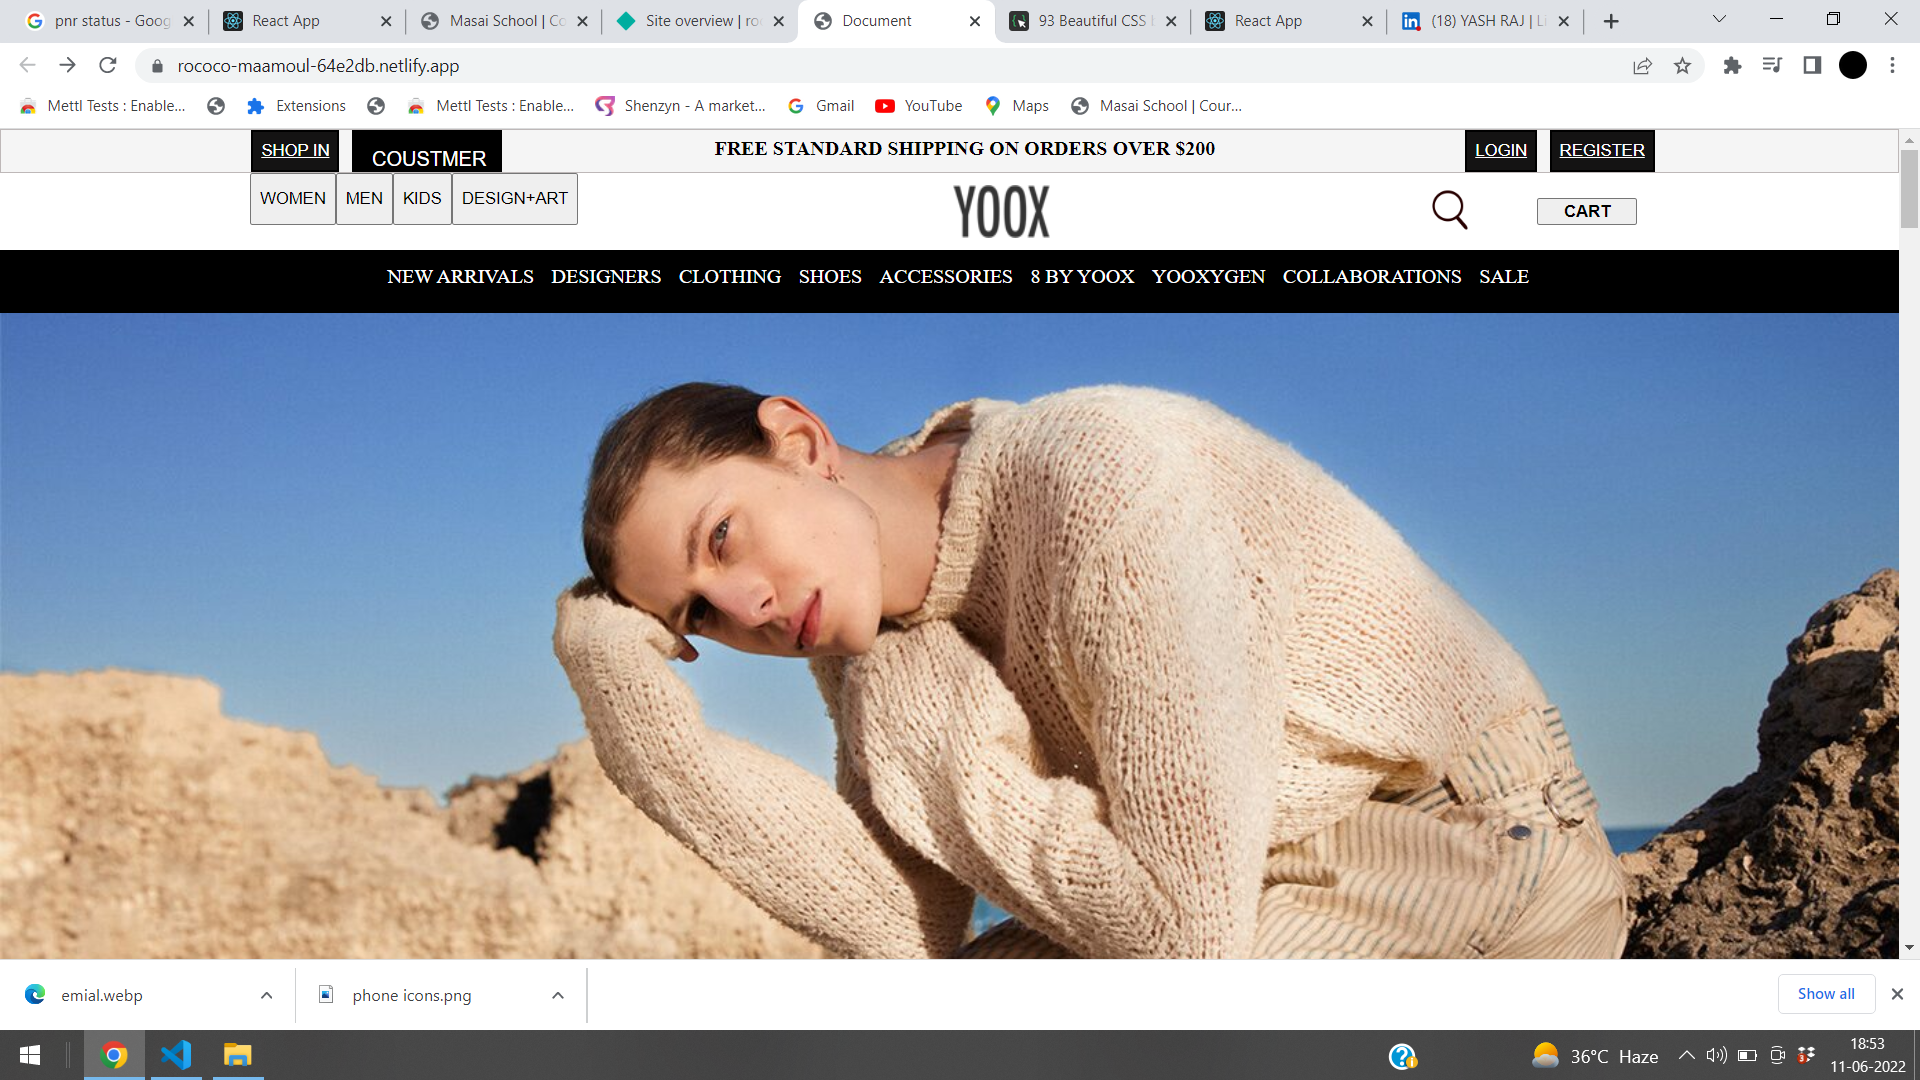 pnr status - Goog
React App
Masai School | Co
Site overview | ro
Document
93 Beautiful CSS
React App
(18) YASH RAJ | Li
rococo-maamoul-64e2db.netlify.app
Mettl Tests : Enable...
Extensions
Mettl Tests : Enable...
Shenzyn - A market...
Gmail
YouTube
Maps
Masai School | Cour...
SHOP IN
COUSTMER
FREE STANDARD SHIPPING ON ORDERS OVER $200
LOGIN
REGISTER
WOMEN
MEN
KIDS
DESIGN+ART
YOOX
CART
NEW ARRIVALS DESIGNERS CLOTHING SHOES ACCESSORIES 8 BY YOOX YOOXYGEN COLLABORATIONS SALE
emial.webp
phone icons.png
Show all
36°C Haze
18:53
11-06-2022